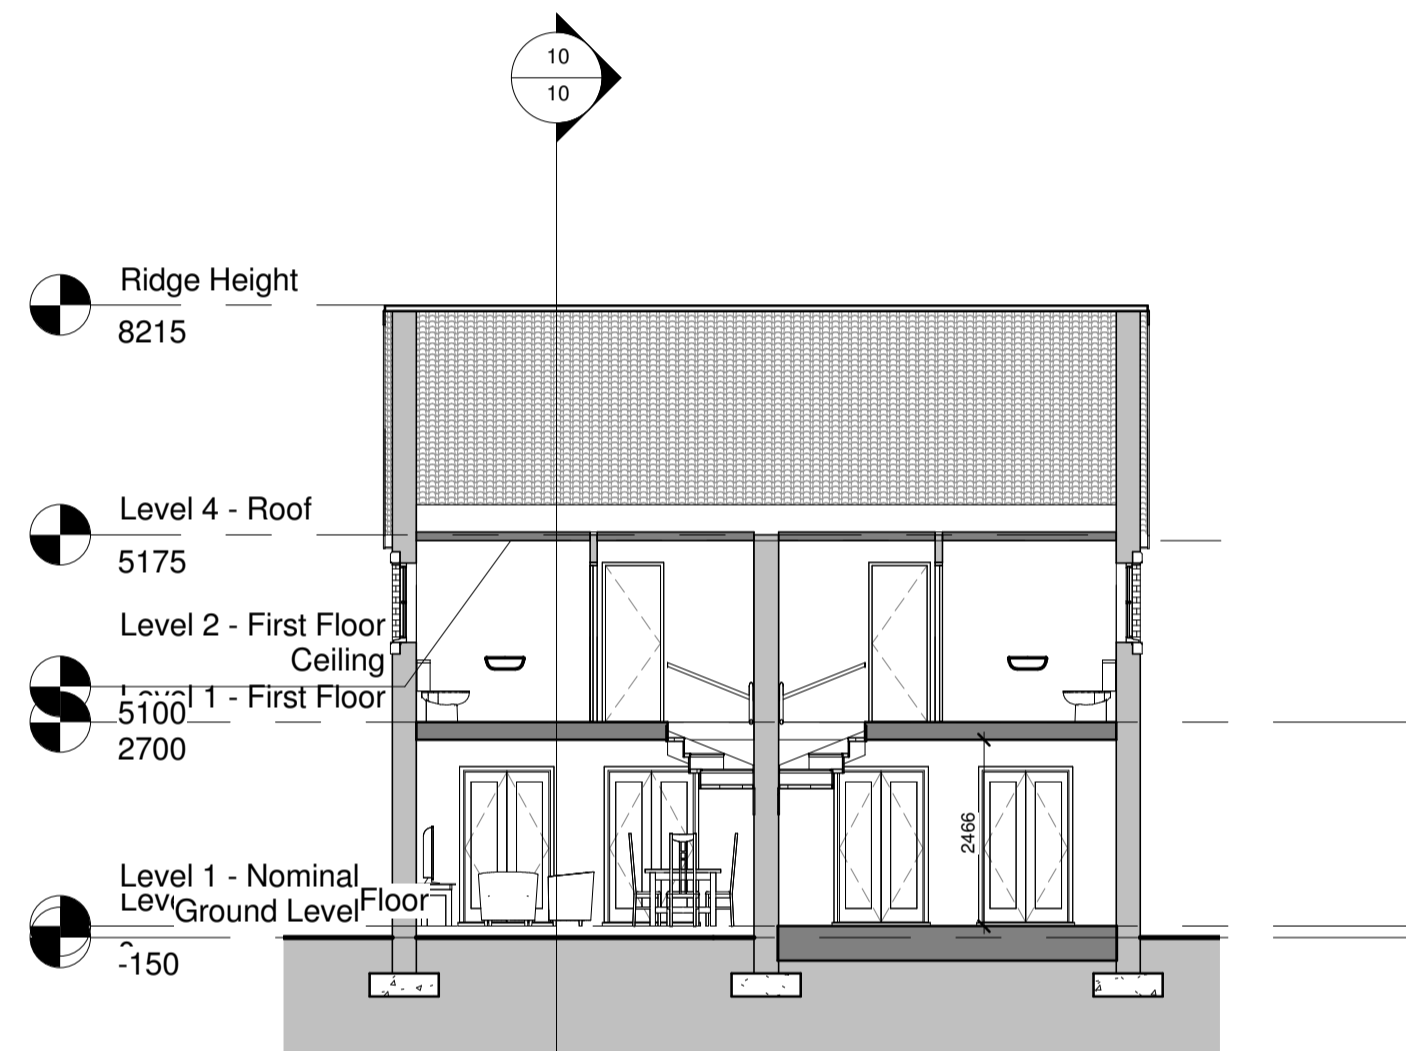 10
10
Ridge Height
8215
Level 4 - Roof
5175
Level 2 - First Floor
Ceiling
Level 1 - First Floor
5100
2700
2466
Level 1 - Nominal
Floor
Ground Level
-150